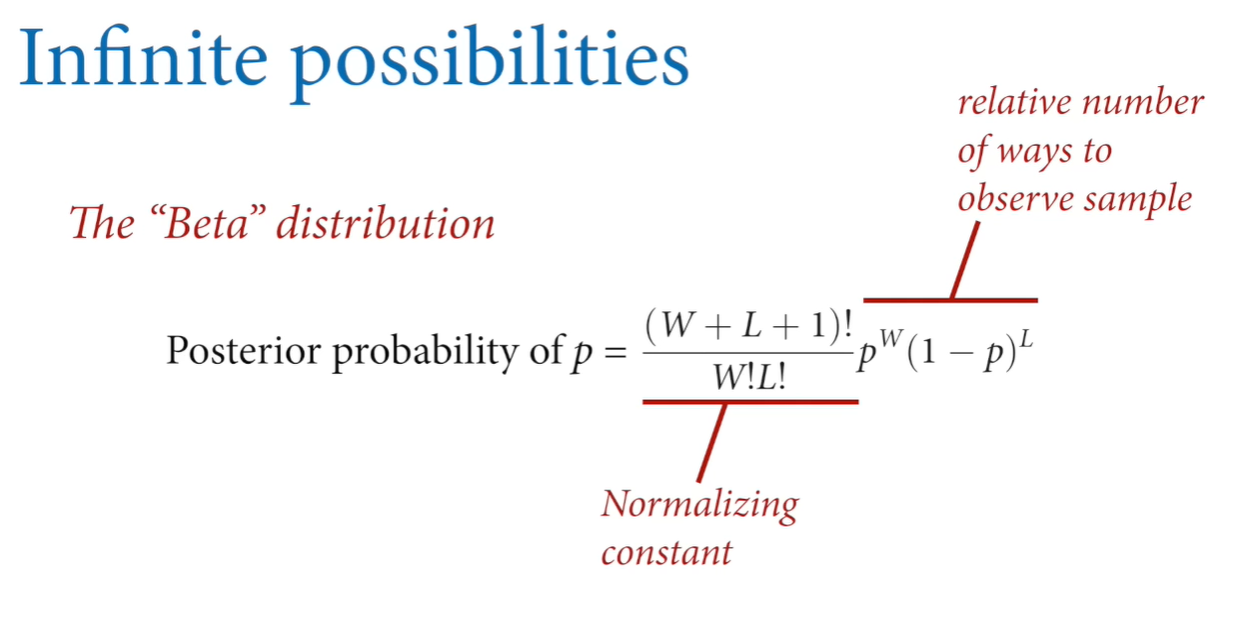 Infinite possibilities
relative number
of ways to
observe sample
The “Beta” distribution
Posterior probability of p = (W + L + 1)! / W!L! p^W (1 − p)^L
Normalizing
constant